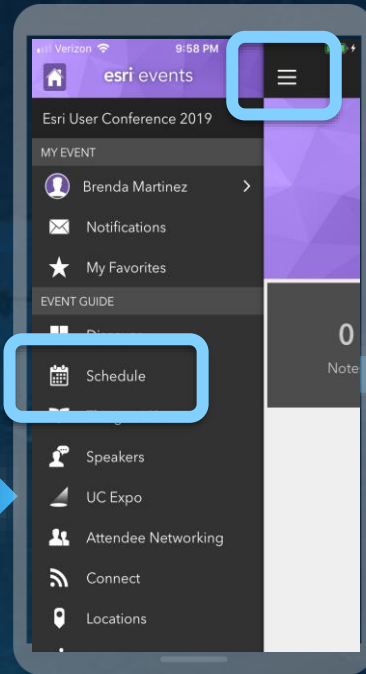 Verizon 9:58 PM
esri events
Esri User Conference 2019
MY EVENT
Brenda Martinez
Notifications
My Favorites
EVENT GUIDE
Schedule
Speakers
UC Expo
Attendee Networking
Connect
Locations
0
Note